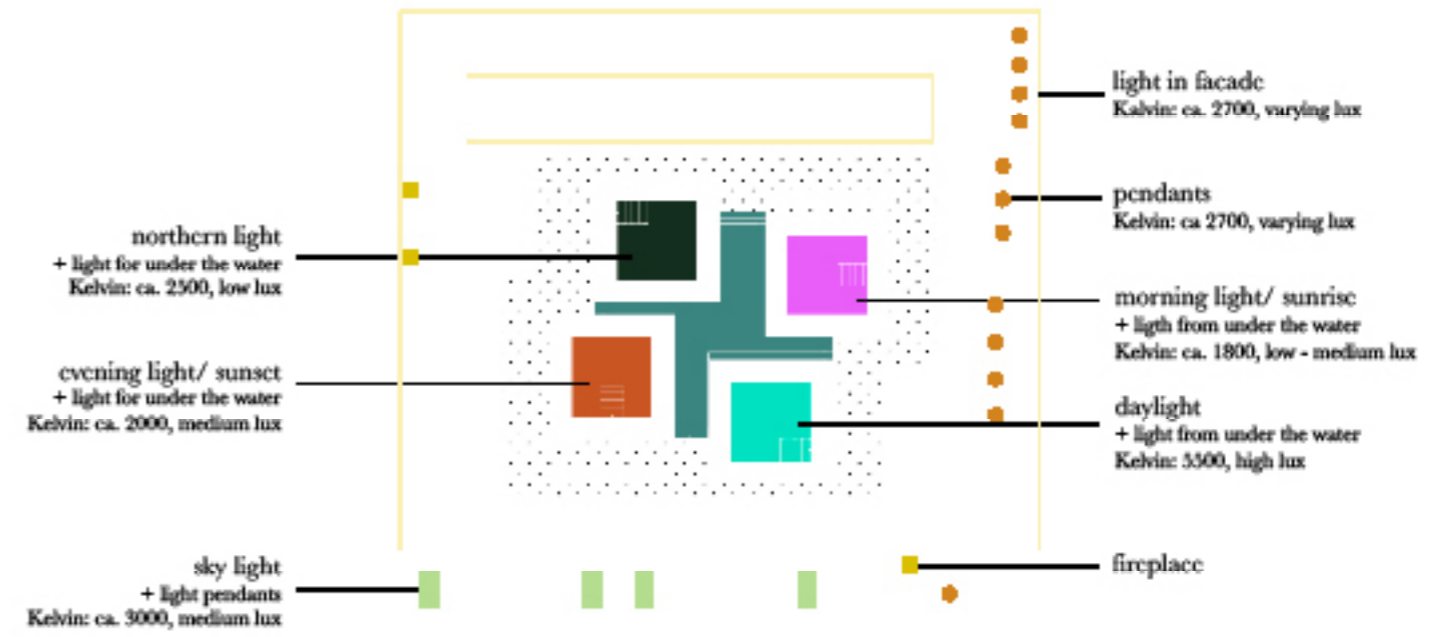 light in facade
Kalvin: ca. 2700, varying lux
pendants
Kelvin: ca 2700, varying lux
northern light
+ light for under the water
Kelvin: ca. 2500, low lux
morning light/ sunrise
+ ligth from under the water
Kelvin: ca. 1800, low - medium lux
evening light/ sunset
+ light for under the water
Kelvin: ca. 2000, medium lux
daylight
+ light from under the water
Kelvin: 5500, high lux
sky light
+ light pendants
Kelvin: ca. 3000, medium lux
fireplace